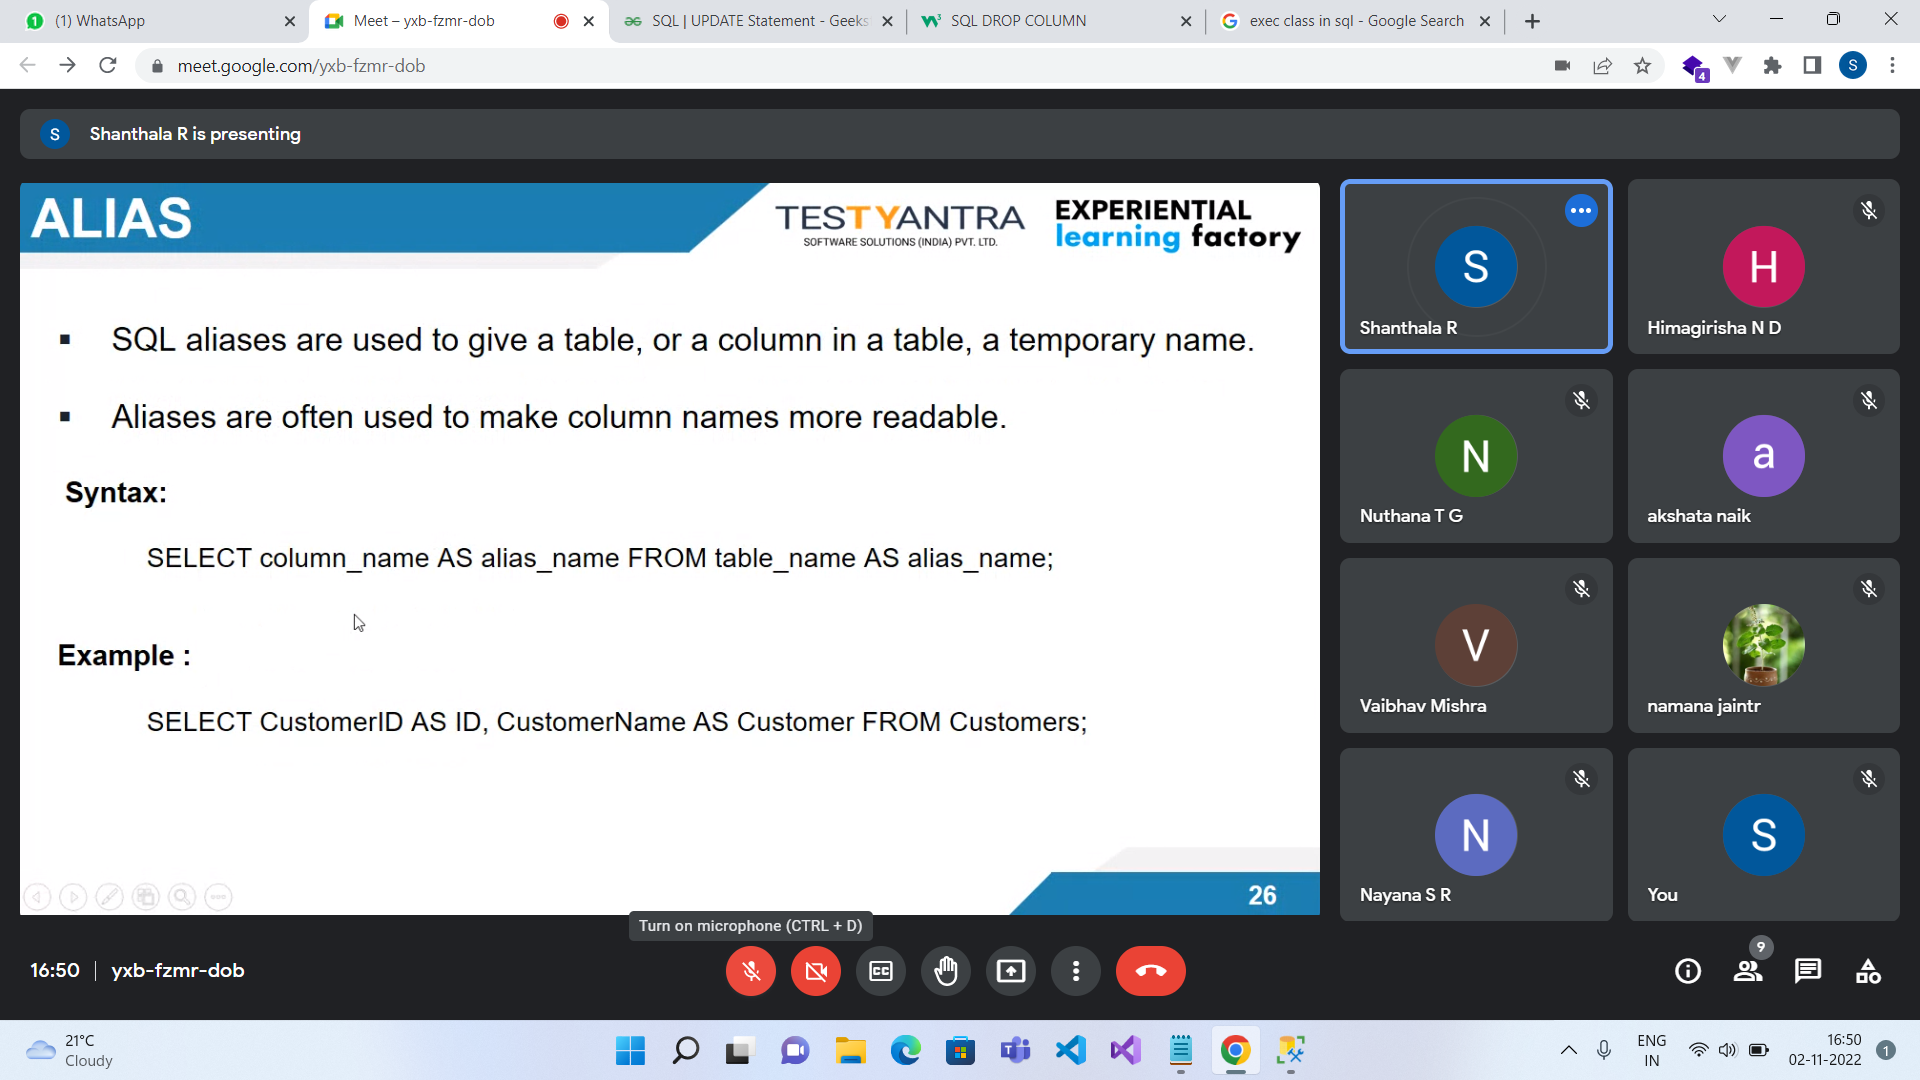 (1) WhatsApp
Meet – yxb-fzmr-dob
SQL | UPDATE Statement - Geeks
SQL DROP COLUMN
exec class in sql - Google Search
meet.google.com/yxb-fzmr-dob
4
S
S
Shanthala R is presenting
ALIAS
TESTYANTRA
SOFTWARE SOLUTIONS (INDIA) PVT. LTD.
EXPERIENTIAL
learning factory
▪ SQL aliases are used to give a table, or a column in a table, a temporary name.
▪ Aliases are often used to make column names more readable.
Syntax:
SELECT column_name AS alias_name FROM table_name AS alias_name;
Example :
SELECT CustomerID AS ID, CustomerName AS Customer FROM Customers;
26
S
Shanthala R
H
Himagirisha N D
N
Nuthana T G
a
akshata naik
V
Vaibhav Mishra
namana jaintr
N
Nayana S R
S
You
Turn on microphone (CTRL + D)
16:50 | yxb-fzmr-dob
CC
9
21°C
Cloudy
ENG
IN
16:50
02-11-2022
1